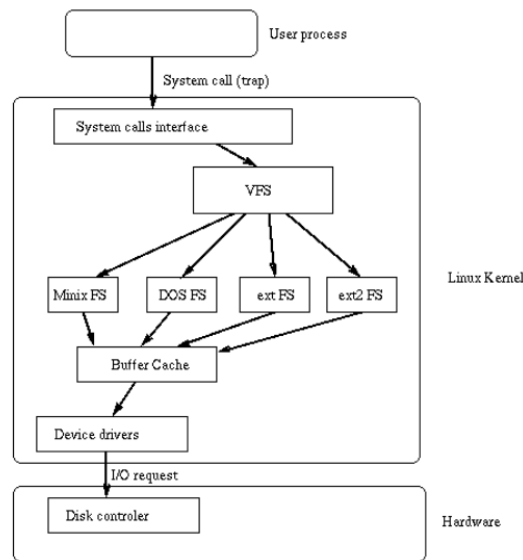 User process
System call (trap)
System calls interface
VFS
Linux Kernel
Minix FS
DOS FS
ext FS
ext2 FS
Buffer Cache
Device drivers
I/O request
Disk controler
Hardware